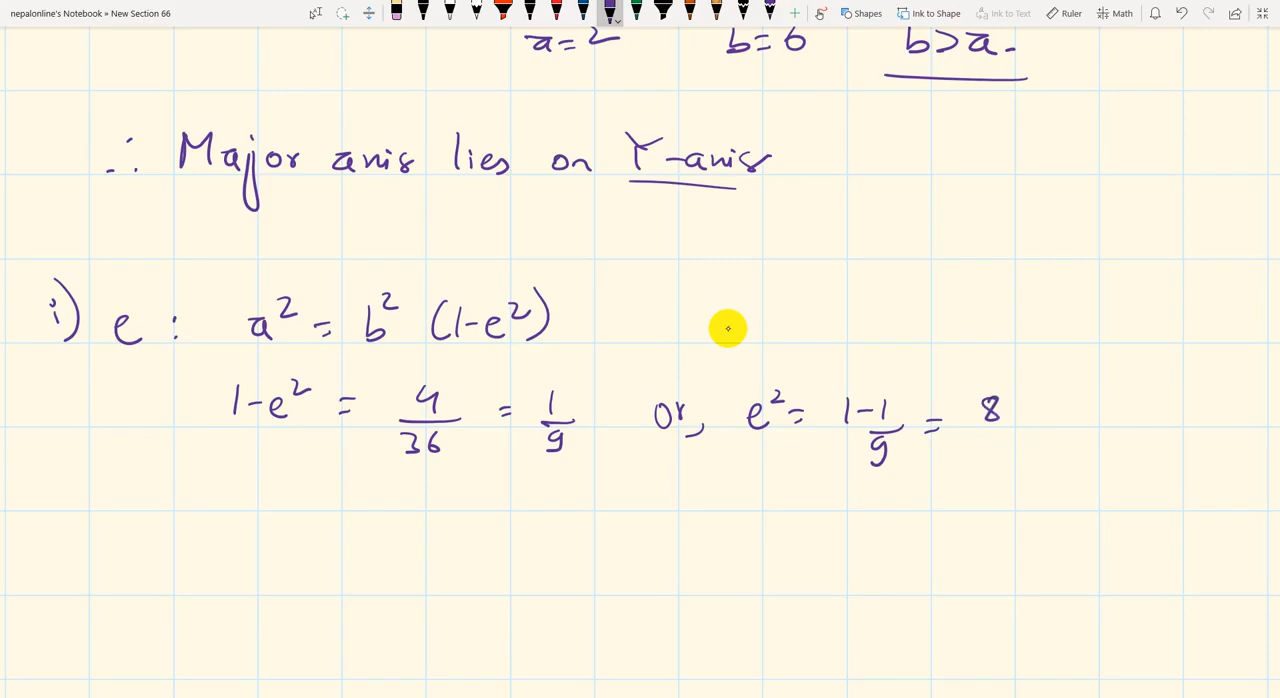 nepalonline's Notebook » New Section 66
Shapes Ink to Shape Ink to Text Ruler Math
a=2 b=6 b>a.
∴ Major axis lies on Y-axis
i) e : a² = b² (1-e²)
1-e² = 4/36 = 1/9 or, e² = 1-1/9 = 8